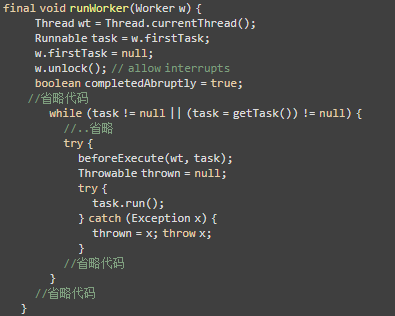 final void runWorker(Worker w) {
Thread wt = Thread.currentThread();
Runnable task = w.firstTask;
w.firstTask = null;
w.unlock(); // allow interrupts
boolean completedAbruptly = true;
//省略代码
while (task != null || (task = getTask()) != null) {
//..省略
try {
beforeExecute(wt, task);
Throwable thrown = null;
try {
task.run();
} catch (Exception x) {
thrown = x; throw x;
}
//省略代码
}
//省略代码
}